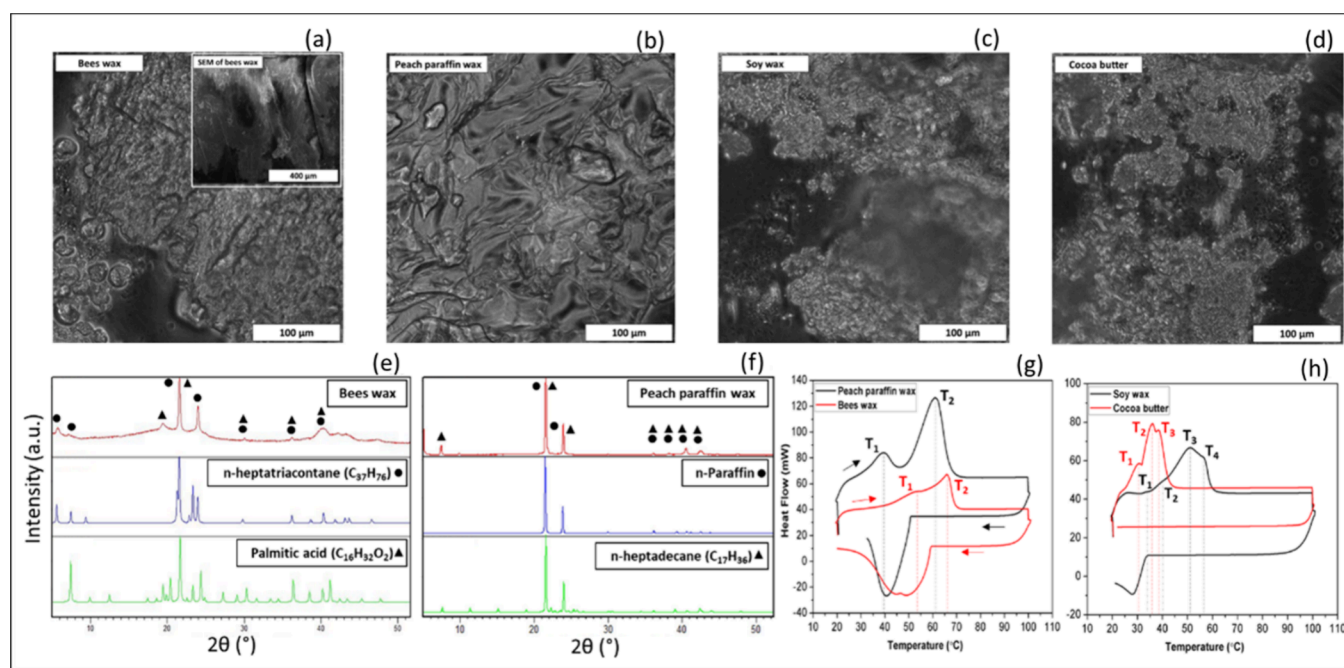 (a)
(b)
(c)
(d)
Bees wax
SEM of bees wax
400 μm
100 μm
Peach paraffin wax
100 μm
Soy wax
100 μm
Cocoa butter
100 μm
(e)
Bees wax
n-heptatriacontane (C37H76)
Palmitic acid (C16H32O2)
Intensity (a.u.)
10 20 30 40 50
2θ (°)
(f)
Peach paraffin wax
n-Paraffin
n-heptadecane (C17H36)
10 20 30 40 50
2θ (°)
(g)
Peach paraffin wax
Bees wax
T1
T2
T1
T2
Heat Flow (mW)
140
120
100
80
60
40
20
0
-20
-40
10 20 30 40 50 60 70 80 90 100 110
Temperature (°C)
(h)
Soy wax
Cocoa butter
T2
T3
T1
T3
T4
T1
T2
100
80
60
40
20
0
-20
10 20 30 40 50 60 70 80 90 100 110
Temperature (°C)